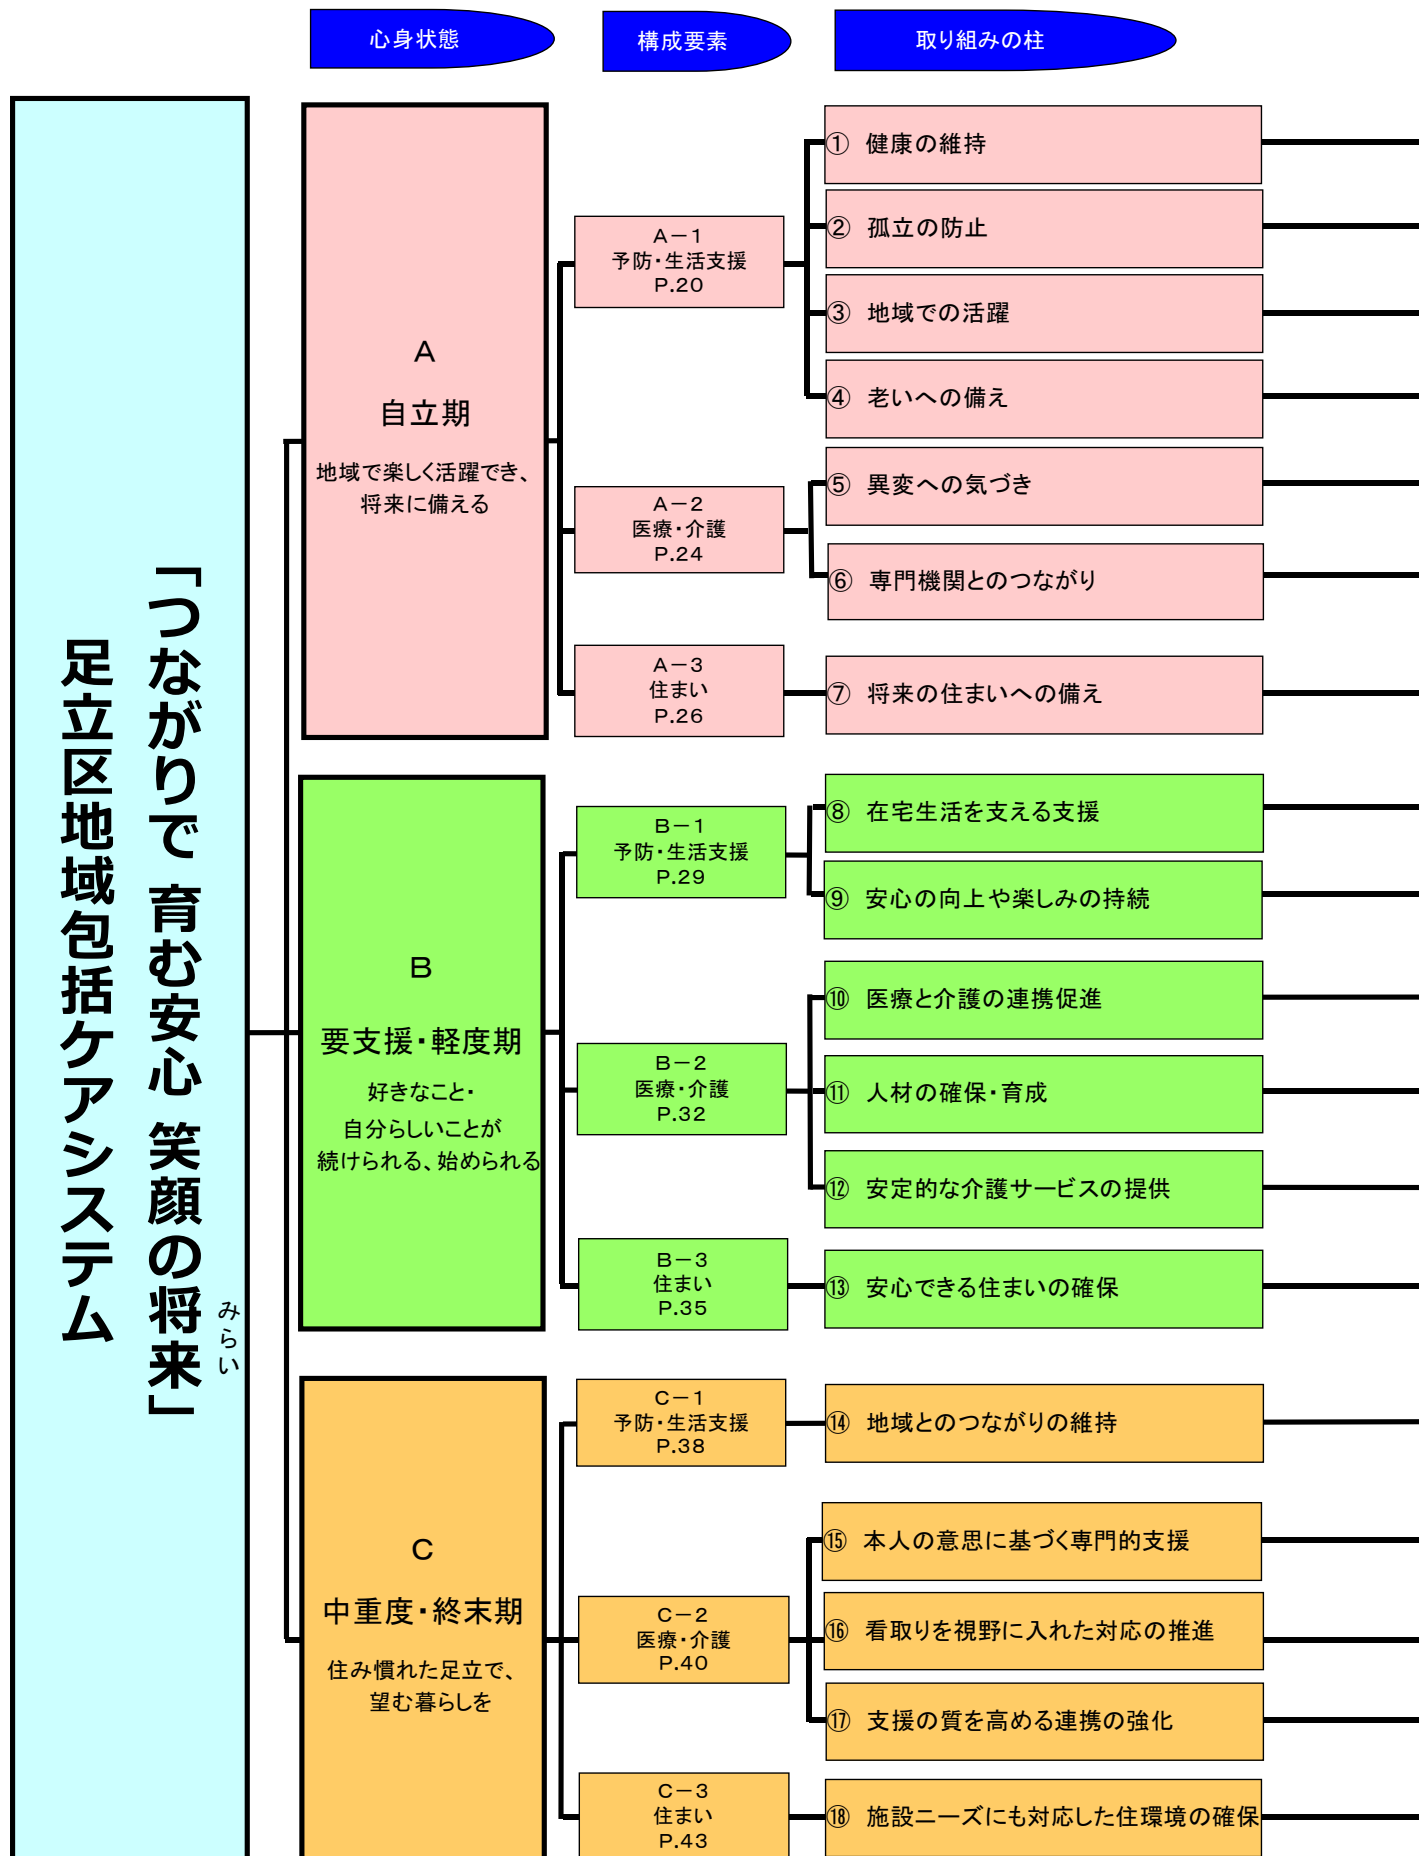 心身状態
構成要素
取り組みの柱
「つながりで 育む安心 笑顔の将来」
みらい
足立区地域包括ケアシステム
A
自立期
地域で楽しく活躍でき、
将来に備える
A－1
予防・生活支援
P.20
① 健康の維持
② 孤立の防止
③ 地域での活躍
④ 老いへの備え
A－2
医療・介護
P.24
⑤ 異変への気づき
⑥ 専門機関とのつながり
A－3
住まい
P.26
⑦ 将来の住まいへの備え
B
要支援・軽度期
好きなこと・
自分らしいことが
続けられる、始められる
B－1
予防・生活支援
P.29
⑧ 在宅生活を支える支援
⑨ 安心の向上や楽しみの持続
B－2
医療・介護
P.32
⑩ 医療と介護の連携促進
⑪ 人材の確保・育成
⑫ 安定的な介護サービスの提供
B－3
住まい
P.35
⑬ 安心できる住まいの確保
C
中重度・終末期
住み慣れた足立で、
望む暮らしを
C－1
予防・生活支援
P.38
⑭ 地域とのつながりの維持
C－2
医療・介護
P.40
⑮ 本人の意思に基づく専門的支援
⑯ 看取りを視野に入れた対応の推進
⑰ 支援の質を高める連携の強化
C－3
住まい
P.43
⑱ 施設ニーズにも対応した住環境の確保